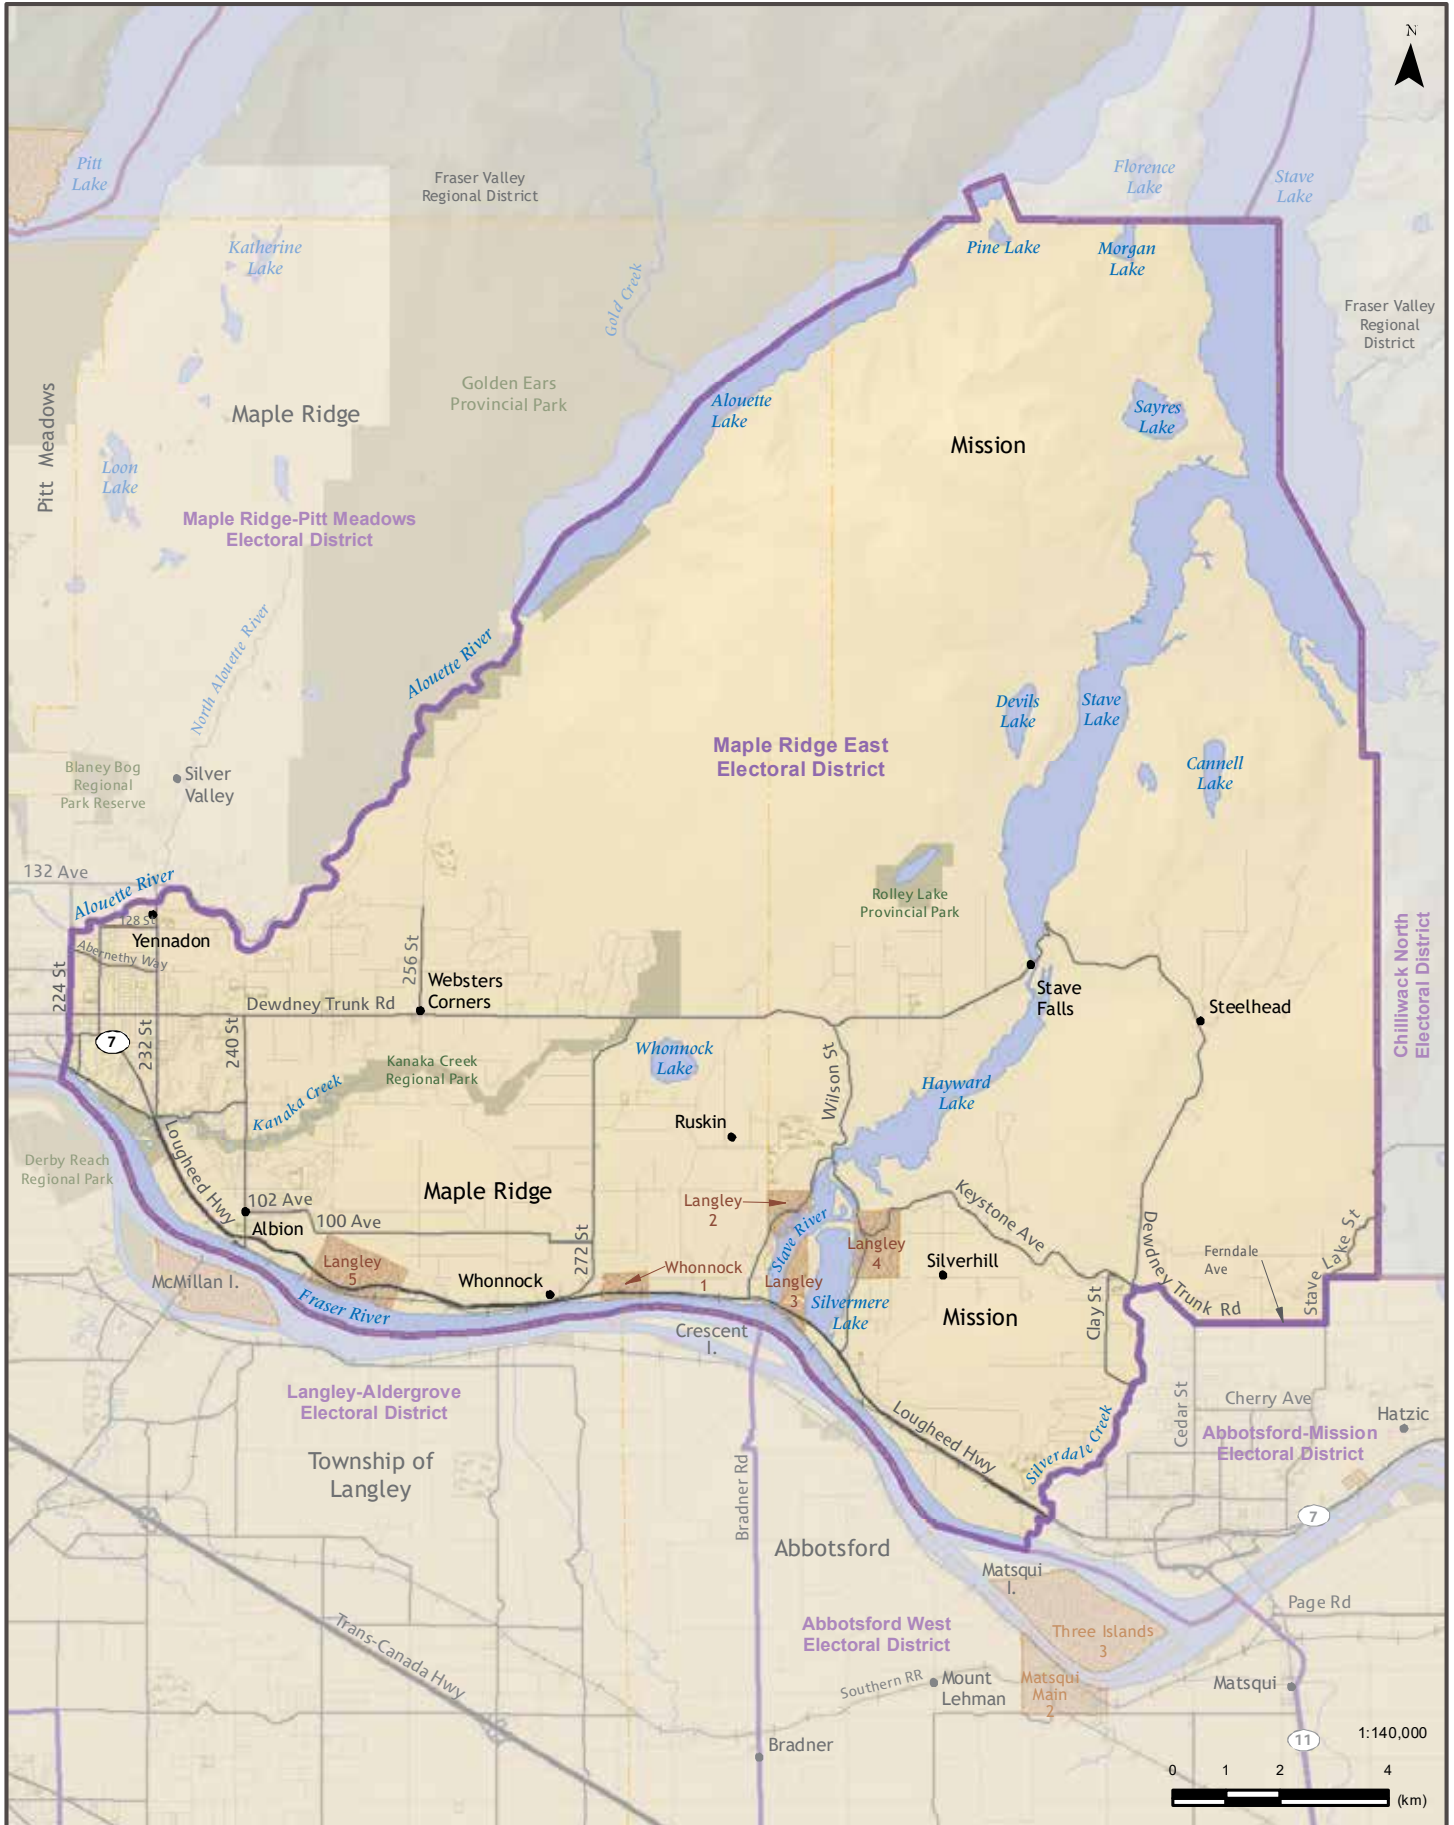 N
Pitt
Lake
Fraser Valley
Regional District
Florence
Lake
Stave
Lake
Katherine
Lake
Pine Lake
Morgan
Lake
Gold Creek
Fraser Valley
Regional
District
Golden Ears
Provincial Park
Pitt Meadows
Maple Ridge
Alouette
Lake
Sayres
Lake
Mission
Loon
Lake
Maple Ridge-Pitt Meadows
Electoral District
North Alouette River
Alouette River
Devils
Lake
Stave
Lake
Maple Ridge East
Electoral District
Cannell
Lake
Blaney Bog
Regional
Park Reserve
Silver
Valley
132 Ave
Alouette River
128 St
Yennadon
Abernethy Way
Rolley Lake
Provincial Park
Chilliwack North
Electoral District
224 St
256 St
Websters
Corners
Dewdney Trunk Rd
Stave
Falls
Steelhead
7
232 St
240 St
Kanaka Creek
Regional Park
Whonnock
Lake
Wilson St
Hayward
Lake
Kanaka Creek
Ruskin
Lougheed Hwy
Derby Reach
Regional Park
Maple Ridge
102 Ave
Albion
100 Ave
Langley
2
Stave River
Keystone Ave
Dewdney Trunk Rd
272 St
Langley
4
Silverhill
Ferndale
Ave
Stave Lake St
McMillan I.
Langley
5
Whonnock
Whonnock
1
Langley
3
Silvermere
Lake
Mission
Clay St
Fraser River
Crescent
I.
Langley-Aldergrove
Electoral District
Cedar St
Cherry Ave
Hatzic
Abbotsford-Mission
Electoral District
Lougheed Hwy
Silverdale Creek
Township of
Langley
Bradner Rd
7
Abbotsford
Matsqui
I.
Page Rd
Abbotsford West
Electoral District
Three Islands
3
Trans-Canada Hwy
Southern RR
Mount
Lehman
Matsqui
Main
2
Matsqui
Bradner
11
1:140,000
0 1 2 4
(km)